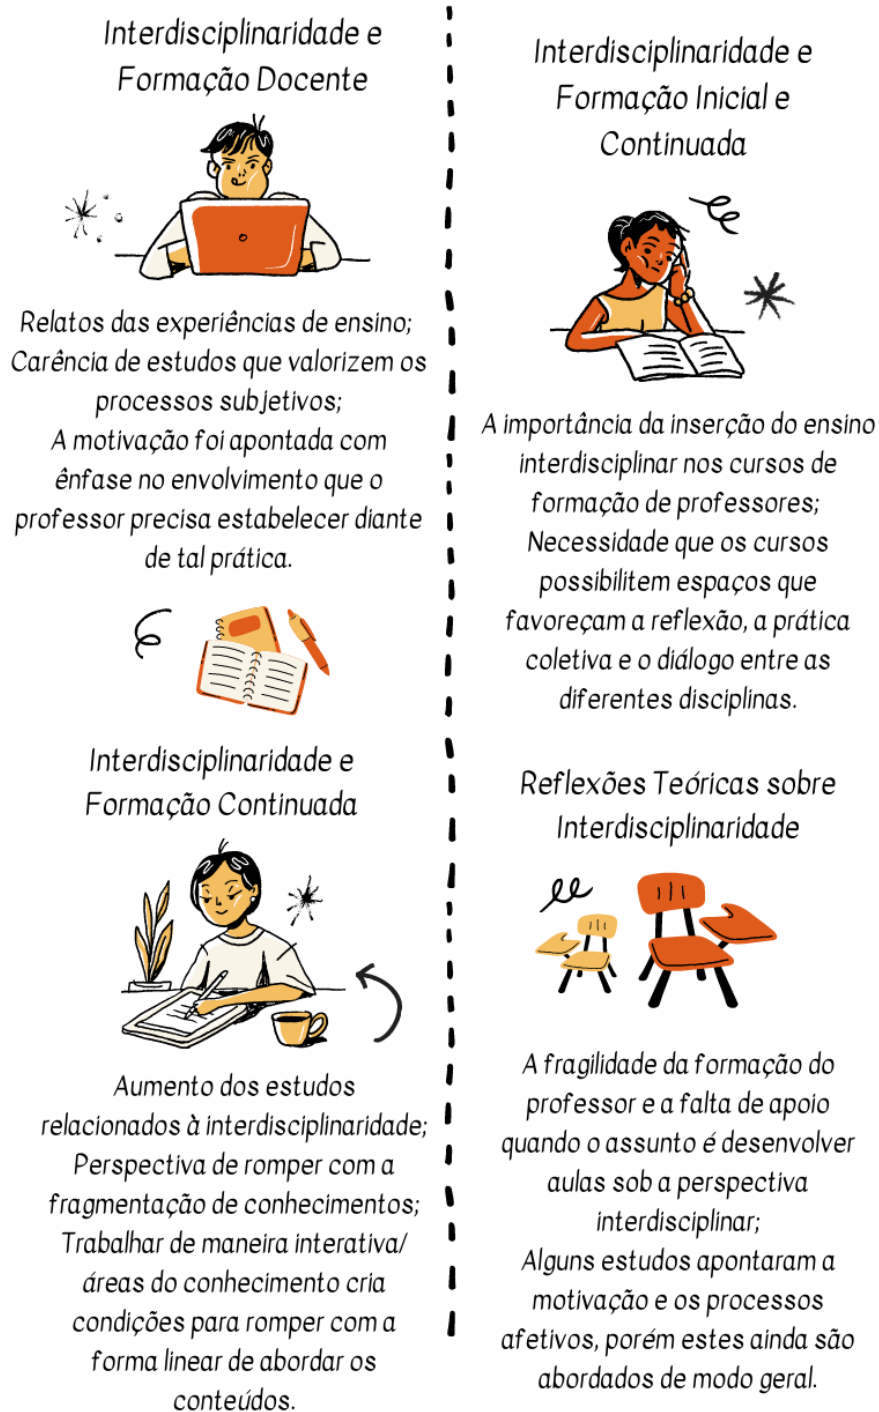 Interdisciplinaridade e
Formação Docente
Relatos das experiências de ensino;
Carência de estudos que valorizem os
processos subjetivos;
A motivação foi apontada com
ênfase no envolvimento que o
professor precisa estabelecer diante
de tal prática.
Interdisciplinaridade e
Formação Continuada
Aumento dos estudos
relacionados à interdisciplinaridade;
Perspectiva de romper com a
fragmentação de conhecimentos;
Trabalhar de maneira interativa/
áreas do conhecimento cria
condições para romper com a
forma linear de abordar os
conteúdos.
Interdisciplinaridade e
Formação Inicial e
Continuada
A importância da inserção do ensino
interdisciplinar nos cursos de
formação de professores;
Necessidade que os cursos
possibilitem espaços que
favoreçam a reflexão, a prática
coletiva e o diálogo entre as
diferentes disciplinas.
Reflexões Teóricas sobre
Interdisciplinaridade
A fragilidade da formação do
professor e a falta de apoio
quando o assunto é desenvolver
aulas sob a perspectiva
interdisciplinar;
Alguns estudos apontaram a
motivação e os processos
afetivos, porém estes ainda são
abordados de modo geral.